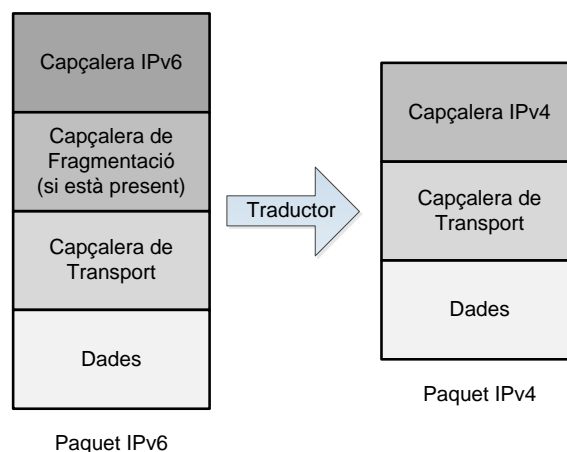 Capçalera IPv6
Capçalera de
Fragmentació
(si està present)
Capçalera de
Transport
Dades
Paquet IPv6
Traductor
Capçalera IPv4
Capçalera de
Transport
Dades
Paquet IPv4